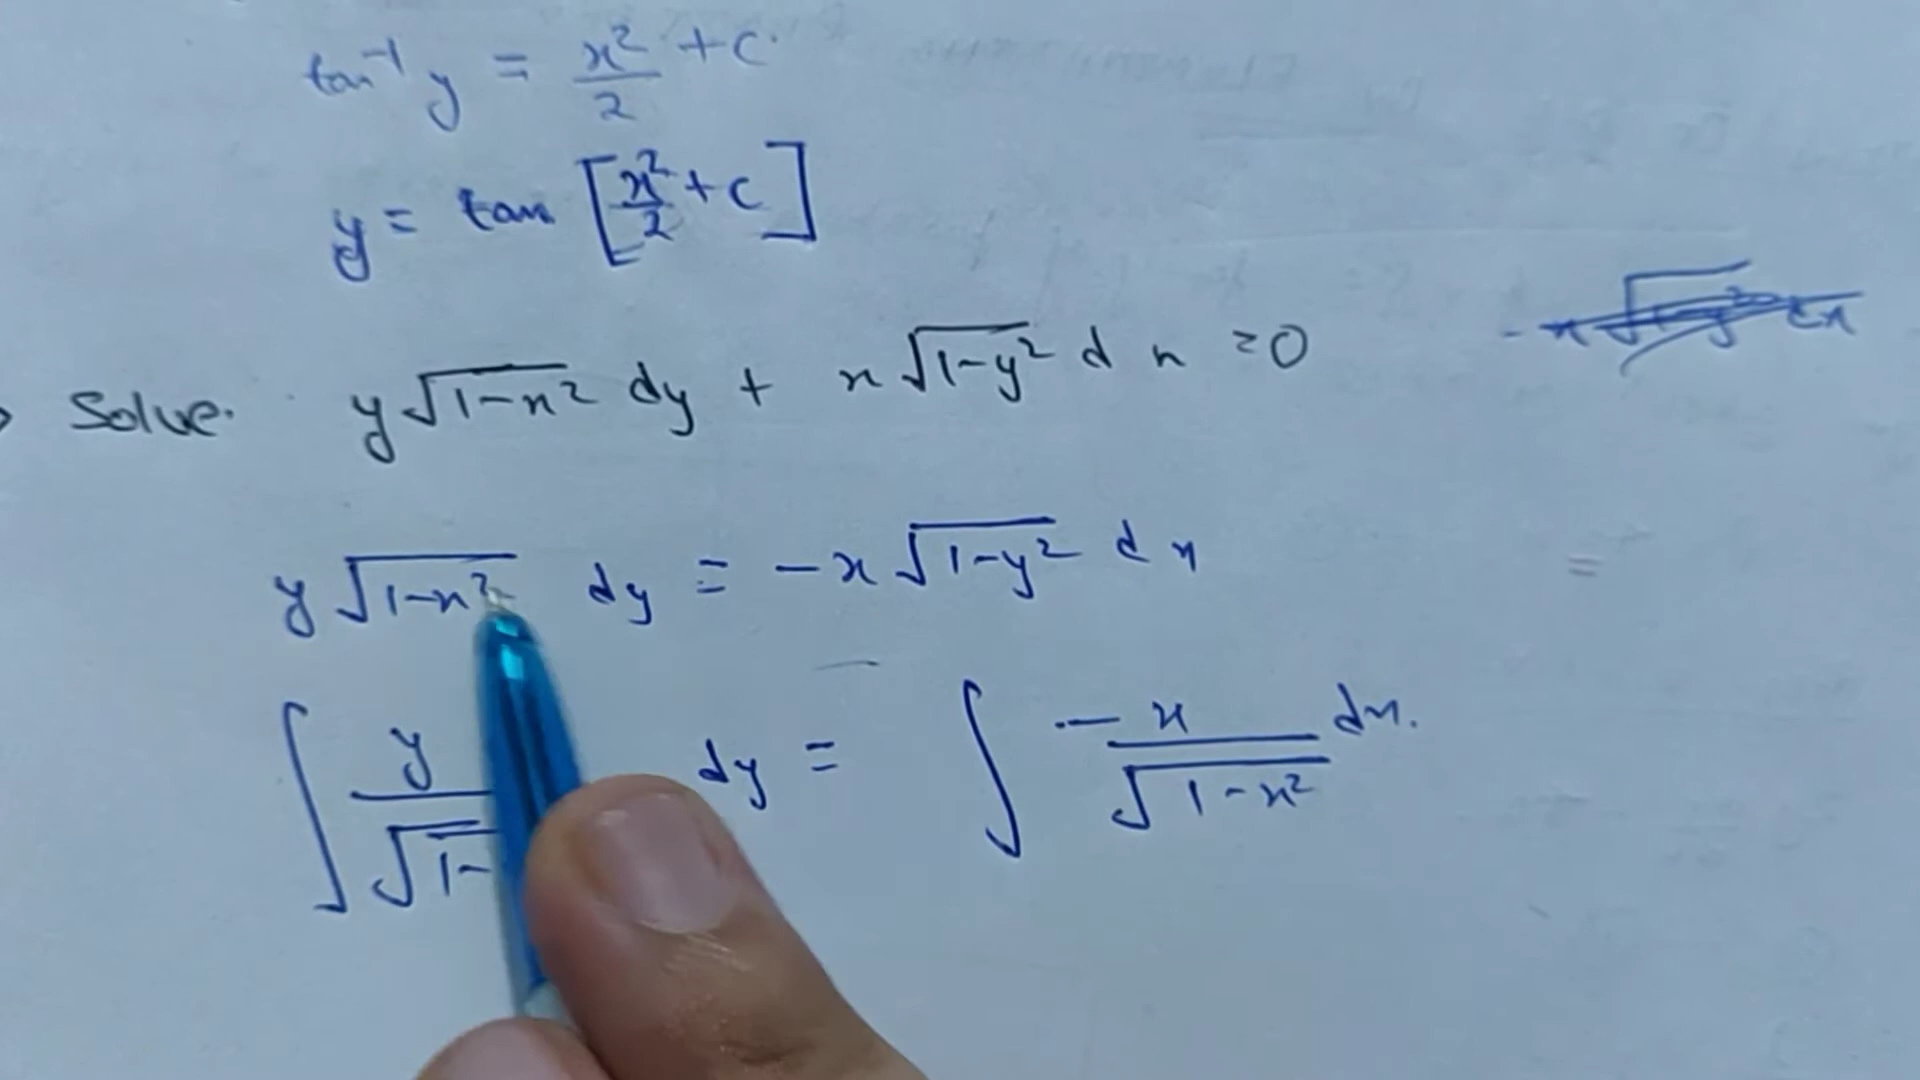 tan⁻¹ y = x²/2 + c.
y = tan [x²/2 + c]
Solve. y√(1-x²) dy + x√(1-y²) dx = 0
y√(1-x²) dy = -x√(1-y²) dx
∫ y/√(1- dy = ∫ -x/√(1-x²) dx.
=